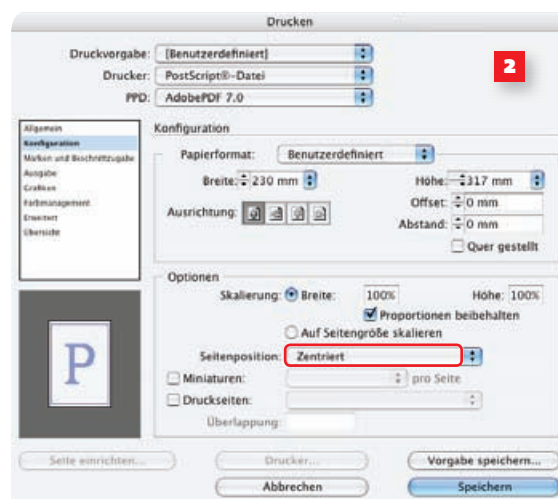 Drucken
2
Druckvorgabe: [Benutzerdefiniert]
Drucker: PostScript®-Datei
PPD: AdobePDF 7.0
Allgemein
Konfiguration
Marken und Beschnittzugabe
Ausgabe
Grafiken
Farbmanagement
Erweitert
Übersicht
Konfiguration
Papierformat: Benutzerdefiniert
Breite: 230 mm Höhe: 317 mm
Ausrichtung: Offset: 0 mm
Abstand: 0 mm
Quer gestellt
Optionen
Skalierung: Breite: 100% Höhe: 100%
Proportionen beibehalten
Auf Seitengröße skalieren
Seitenposition: Zentriert
Miniaturen: pro Seite
Druckseiten:
Überlappung:
P
Seite einrichten... Drucker... Vorgabe speichern...
Abbrechen Speichern